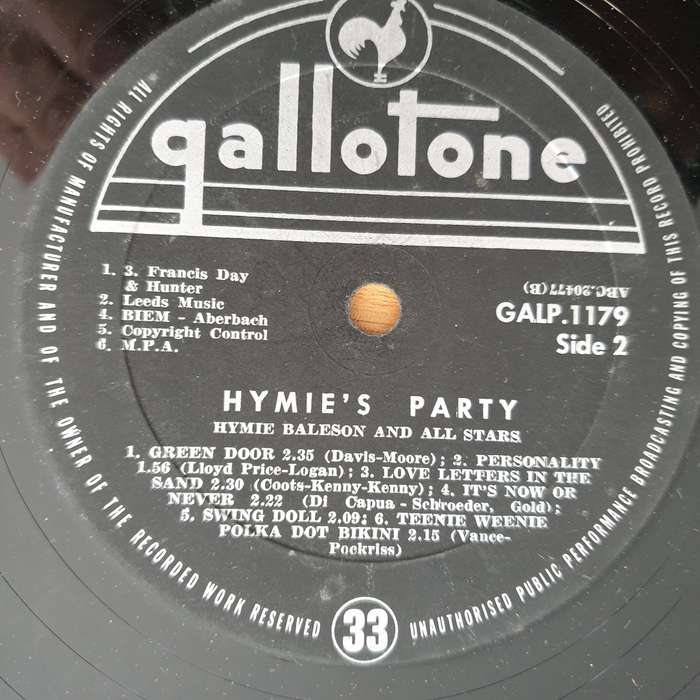 gallotone
ALL RIGHTS OF MANUFACTURER AND OF THE OWNER OF THE RECORDED WORK RESERVED
UNAUTHORISED PUBLIC PERFORMANCE BROADCASTING AND COPYING OF THIS RECORD PROHIBITED
1. 3. Francis Day
& Hunter
2. Leeds Music
4. BIEM - Aberbach
5. Copyright Control
6. M.P.A.
ABC.20477(B)
GALP.1179
Side 2
HYMIE'S PARTY
HYMIE BALESON AND ALL STARS
1. GREEN DOOR 2.35 (Davis-Moore); 2. PERSONALITY
1.56 (Lloyd Price-Logan); 3. LOVE LETTERS IN THE
SAND 2.30 (Coots-Kenny-Kenny); 4. IT'S NOW OR
NEVER 2.22 (Di Capua - Schroeder, Gold);
5. SWING DOLL 2.09; 6. TEENIE WEENIE
POLKA DOT BIKINI 2.15 (Vance-
Pockriss)
33